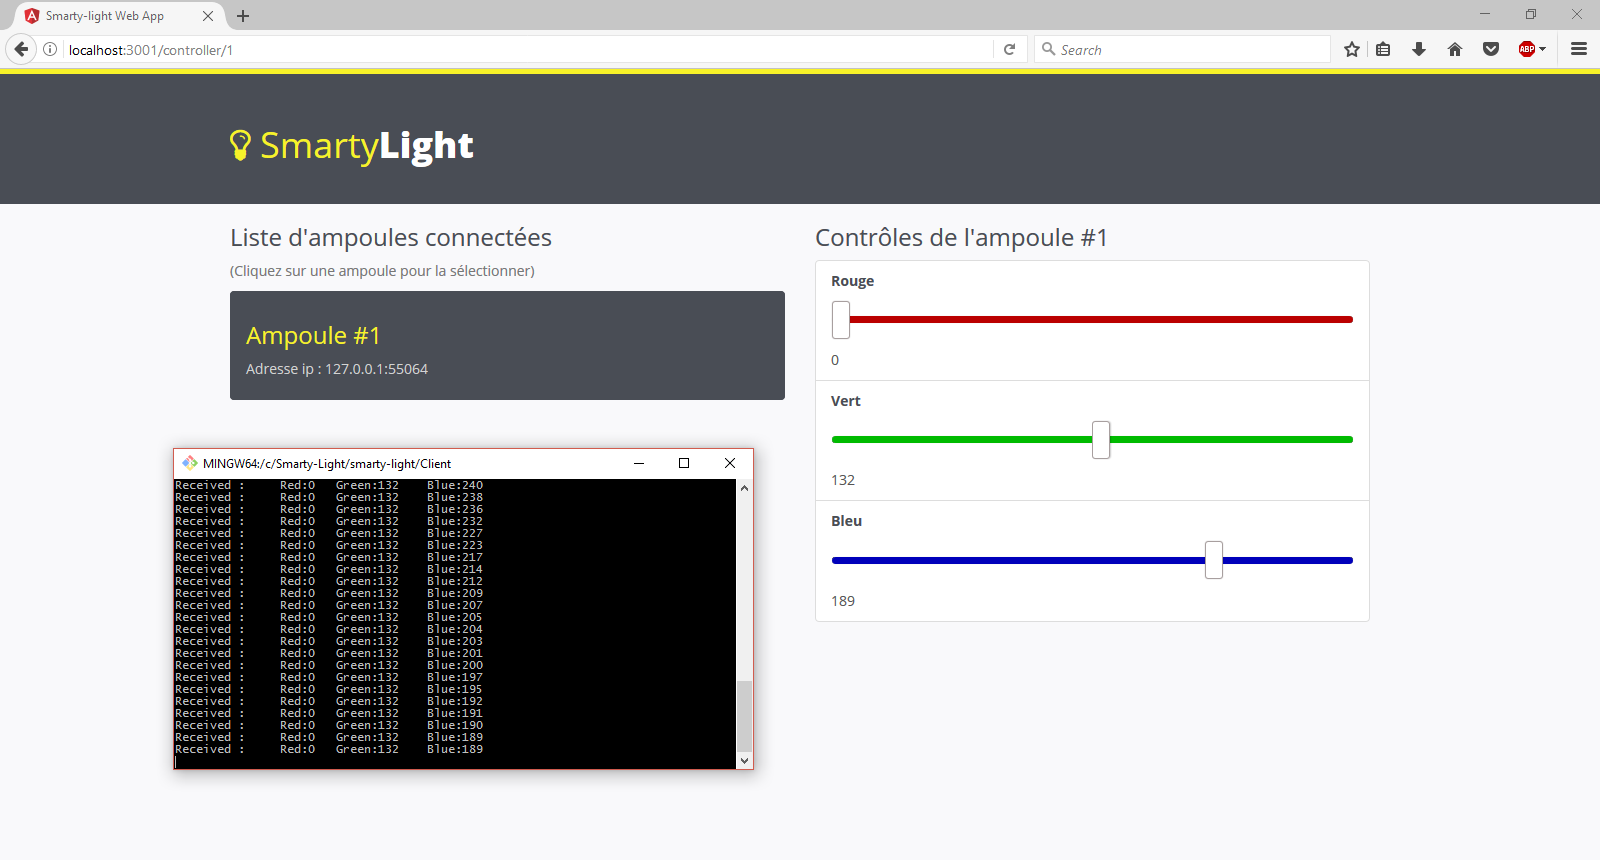 Smarty-light Web App
localhost:3001/controller/1
Search
ABP
SmartyLight
Liste d'ampoules connectées
(Cliquez sur une ampoule pour la sélectionner)
Ampoule #1
Adresse ip : 127.0.0.1:55064
Contrôles de l'ampoule #1
Rouge
0
Vert
132
Bleu
189
MINGW64:/c/Smarty-Light/smarty-light/Client
Received : Red:0 Green:132 Blue:240
Received : Red:0 Green:132 Blue:238
Received : Red:0 Green:132 Blue:236
Received : Red:0 Green:132 Blue:232
Received : Red:0 Green:132 Blue:227
Received : Red:0 Green:132 Blue:223
Received : Red:0 Green:132 Blue:217
Received : Red:0 Green:132 Blue:214
Received : Red:0 Green:132 Blue:212
Received : Red:0 Green:132 Blue:209
Received : Red:0 Green:132 Blue:207
Received : Red:0 Green:132 Blue:205
Received : Red:0 Green:132 Blue:204
Received : Red:0 Green:132 Blue:203
Received : Red:0 Green:132 Blue:201
Received : Red:0 Green:132 Blue:200
Received : Red:0 Green:132 Blue:197
Received : Red:0 Green:132 Blue:195
Received : Red:0 Green:132 Blue:192
Received : Red:0 Green:132 Blue:191
Received : Red:0 Green:132 Blue:190
Received : Red:0 Green:132 Blue:189
Received : Red:0 Green:132 Blue:189